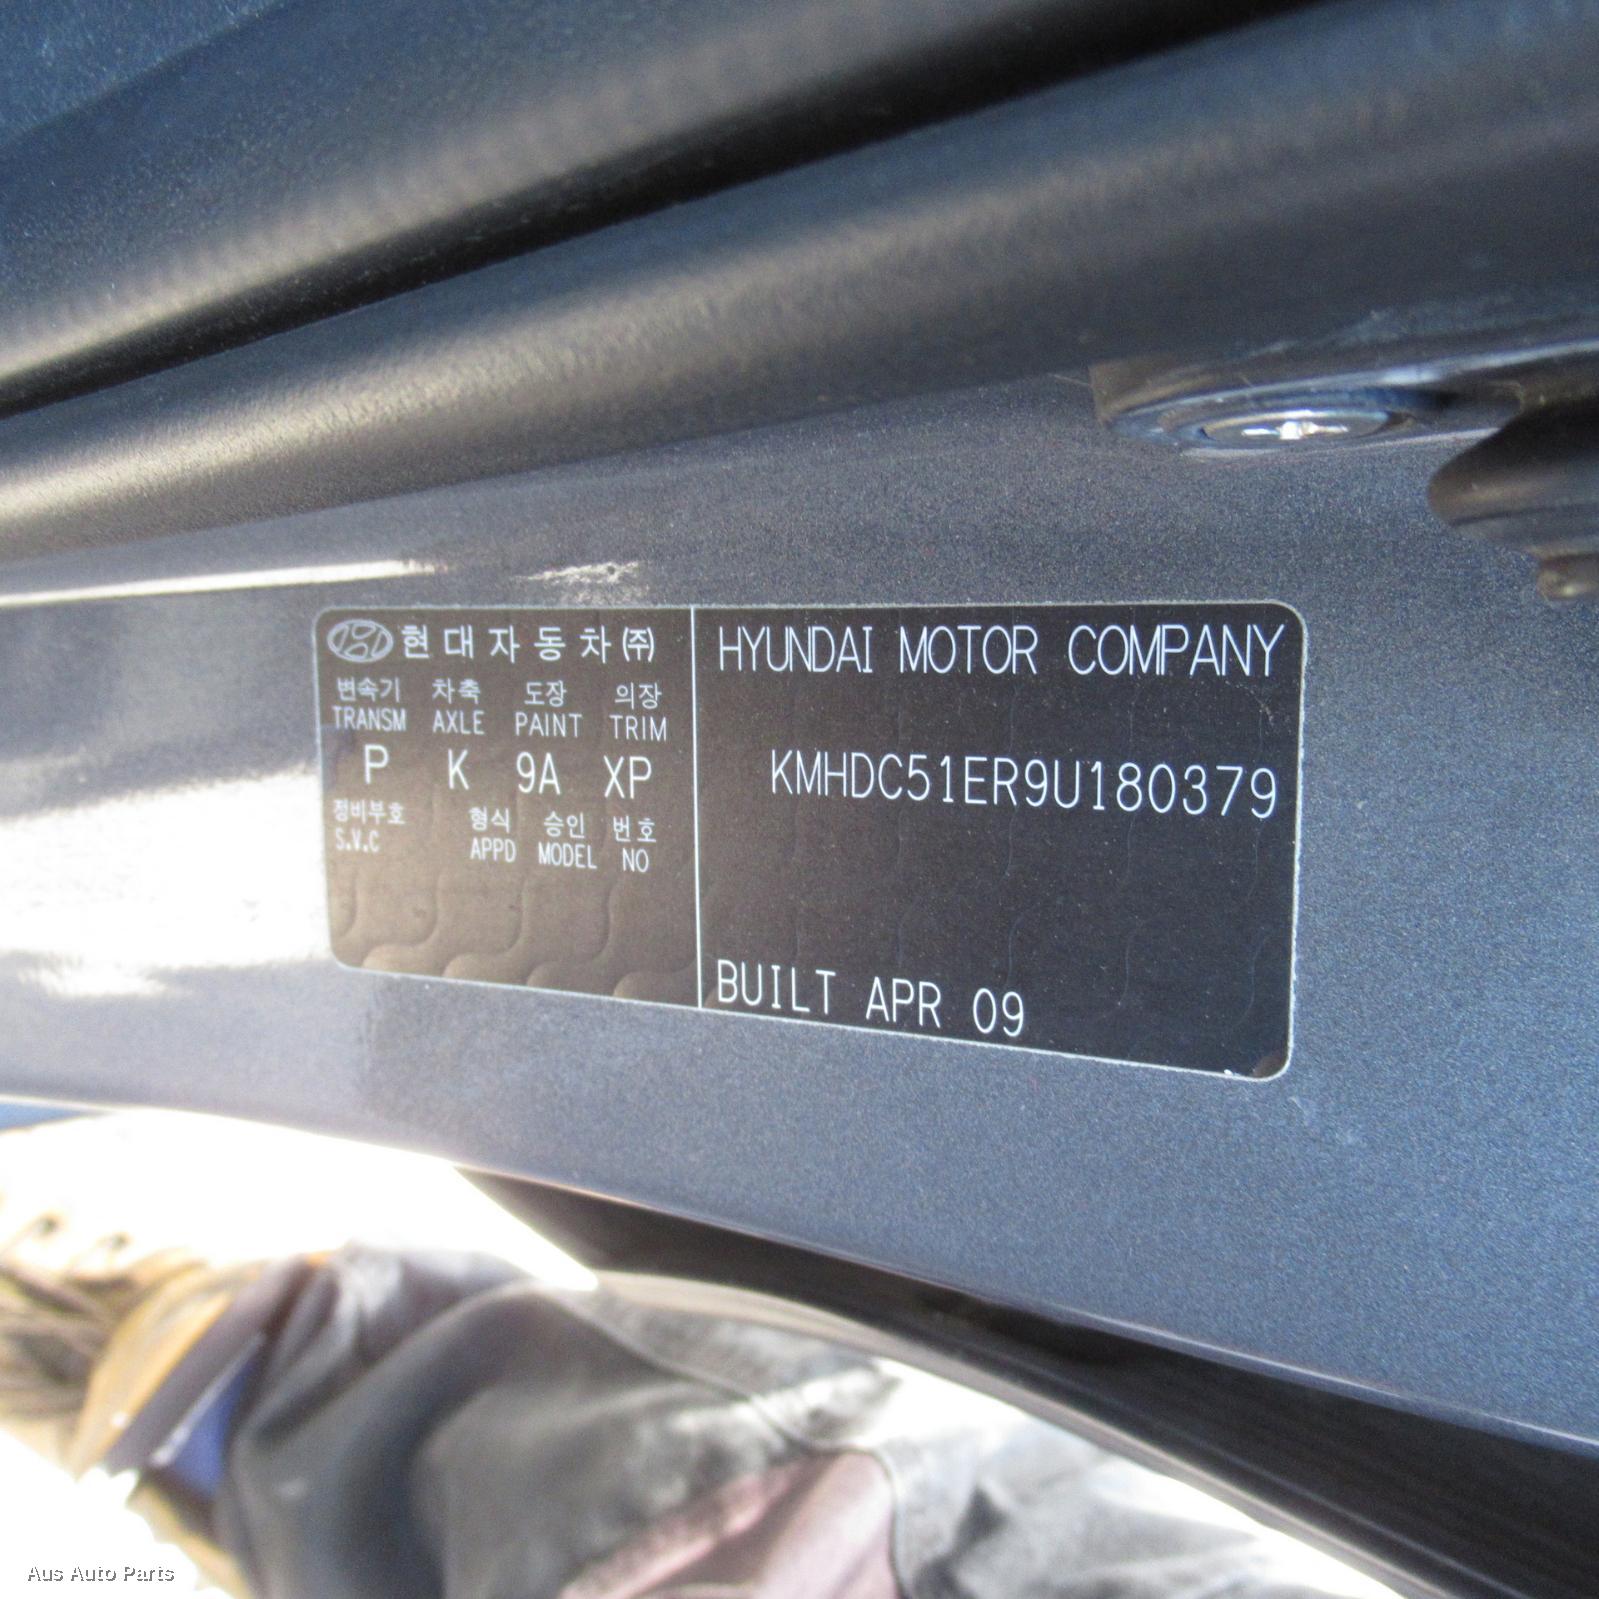 현대자동차㈜
변속기 차축 도장 의장
TRANSM AXLE PAINT TRIM
P K 9A XP
정비부호 형식 승인 번호
S.V.C APPD MODEL NO
HYUNDAI MOTOR COMPANY
KMHDC51ER9U180379
BUILT APR 09
Aus Auto Parts